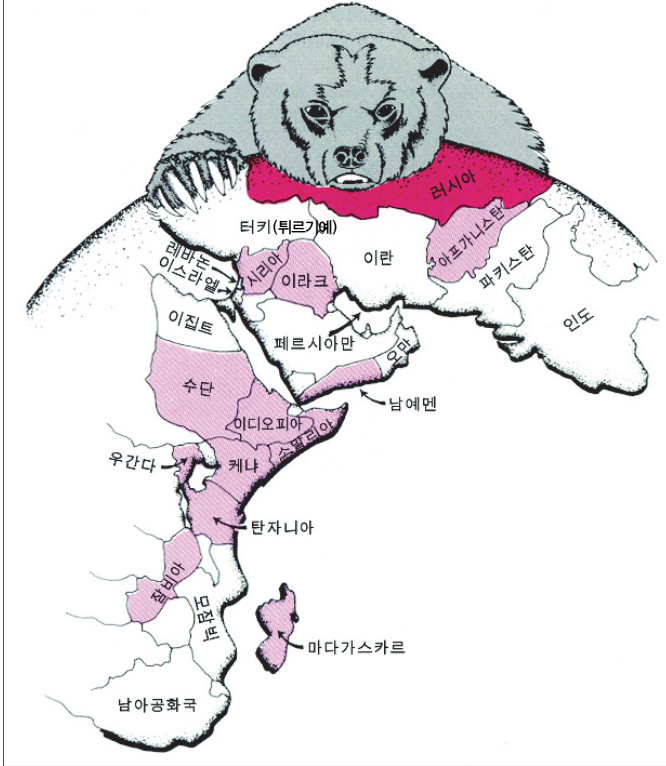 러시아
터키(튀르기예)
아프가니스탄
레바논
이스라엘
시리아
이라크
이란
파키스탄
이집트
페르시아만
인도
오만
수단
남예멘
이디오피아
소말리아
우간다
케냐
탄자니아
잠비아
모잠빅
마다가스카르
남아공화국